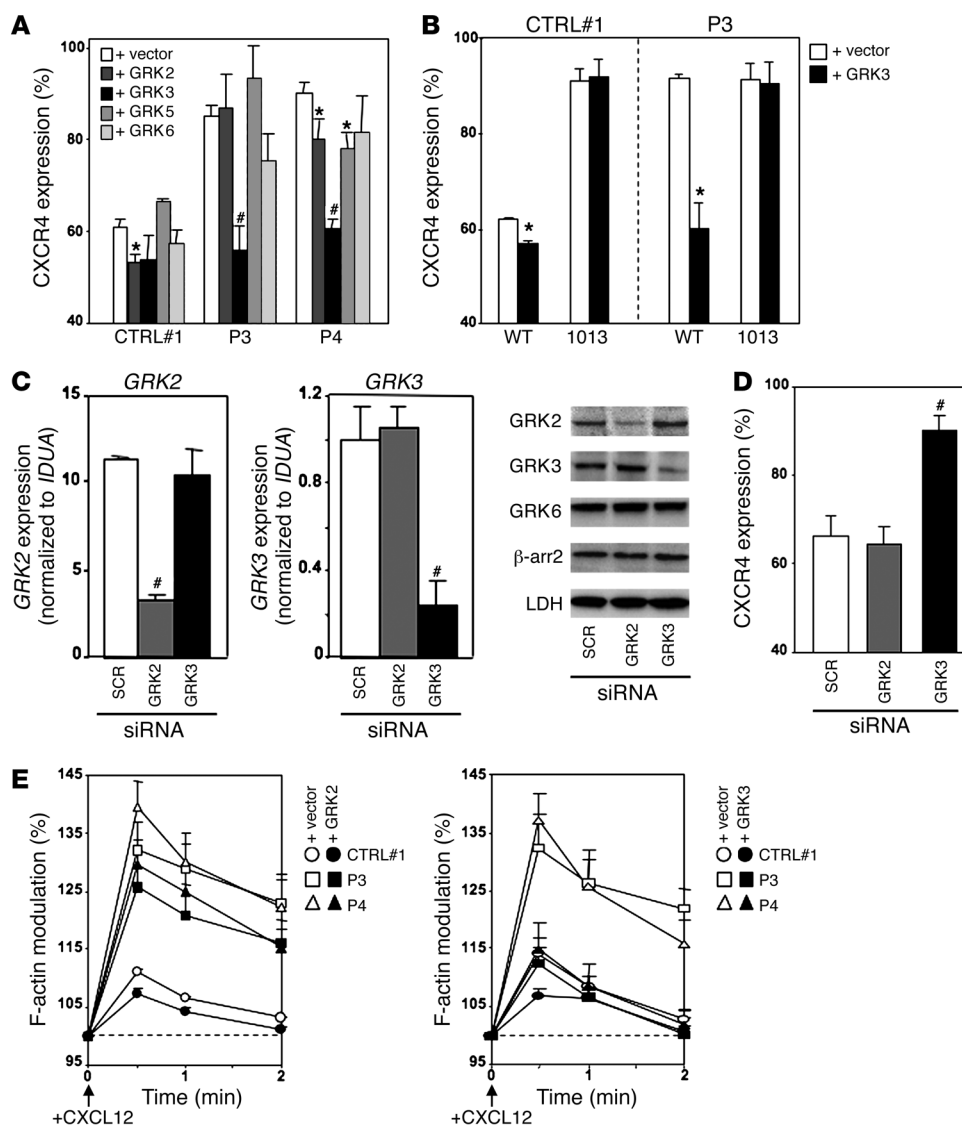 A
CXCR4 expression (%)
100
80
60
40
+ vector
+ GRK2
+ GRK3
+ GRK5
+ GRK6
*
#
*
#
*
CTRL#1 P3 P4
B
CTRL#1 P3
CXCR4 expression (%)
100
80
60
40
+ vector
+ GRK3
*
*
WT 1013 WT 1013
C
GRK2
GRK2 expression
(normalized to IDUA)
15
10
5
0
#
SCR
GRK2
GRK3
siRNA
GRK3
GRK3 expression
(normalized to IDUA)
1.2
0.8
0.4
0
#
SCR
GRK2
GRK3
siRNA
GRK2
GRK3
GRK6
β-arr2
LDH
SCR
GRK2
GRK3
siRNA
D
CXCR4 expression (%)
100
80
60
40
#
SCR
GRK2
GRK3
siRNA
E
F-actin modulation (%)
145
135
125
115
105
95
0 1 2
Time (min)
+CXCL12
+ vector
+ GRK2
CTRL#1
P3
P4
F-actin modulation (%)
145
135
125
115
105
95
0 1 2
Time (min)
+CXCL12
+ vector
+ GRK3
CTRL#1
P3
P4